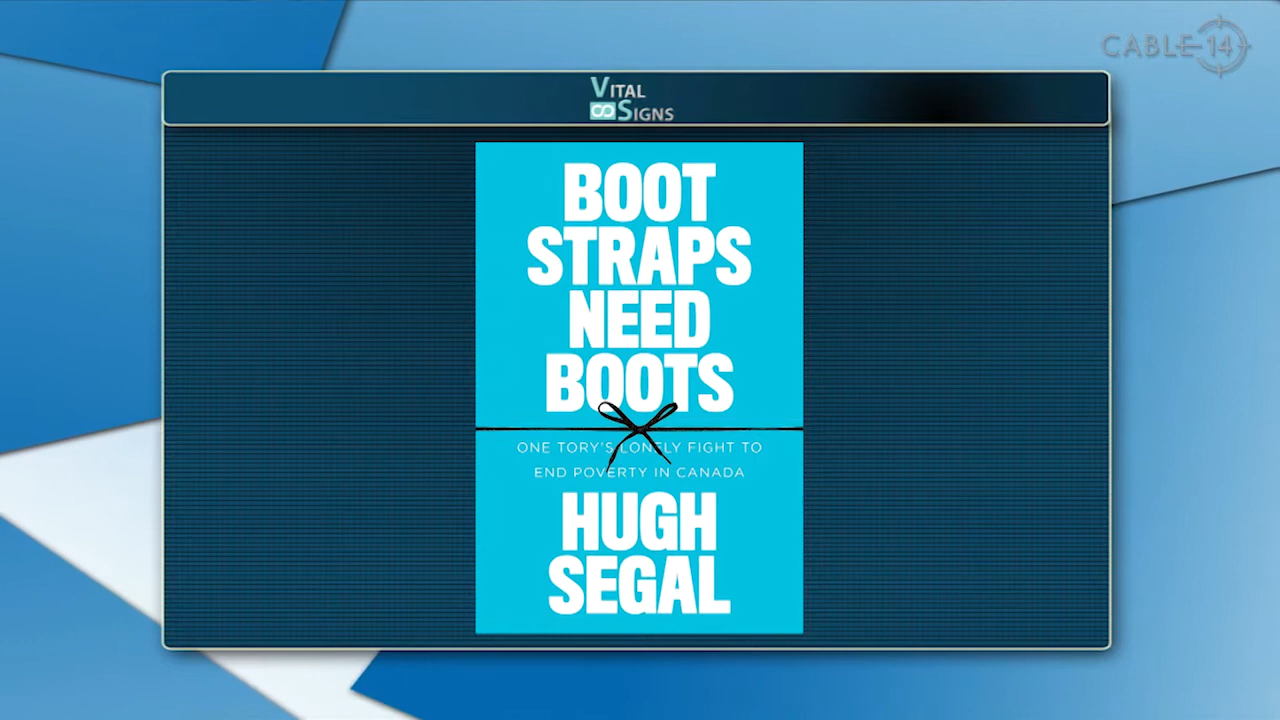 CABLE 14
VITAL
SIGNS
BOOT
STRAPS
NEED
BOOTS
ONE TORY'S LONELY FIGHT TO
END POVERTY IN CANADA
HUGH
SEGAL